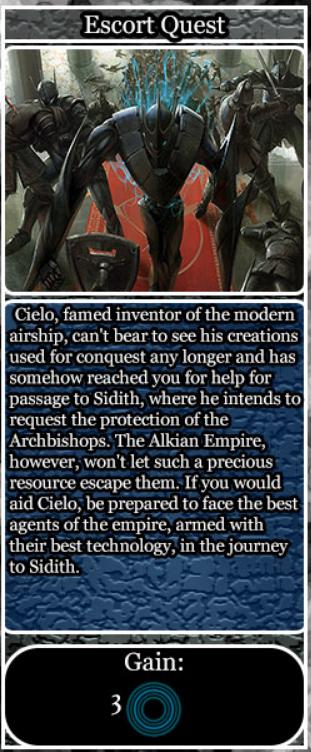 Escort Quest
Cielo, famed inventor of the modern
airship, can't bear to see his creations
used for conquest any longer and has
somehow reached you for help for
passage to Sidith, where he intends to
request the protection of the
Archbishops. The Alkian Empire,
however, won't let such a precious
resource escape them. If you would
aid Cielo, be prepared to face the best
agents of the empire, armed with
their best technology, in the journey
to Sidith.
Gain:
3